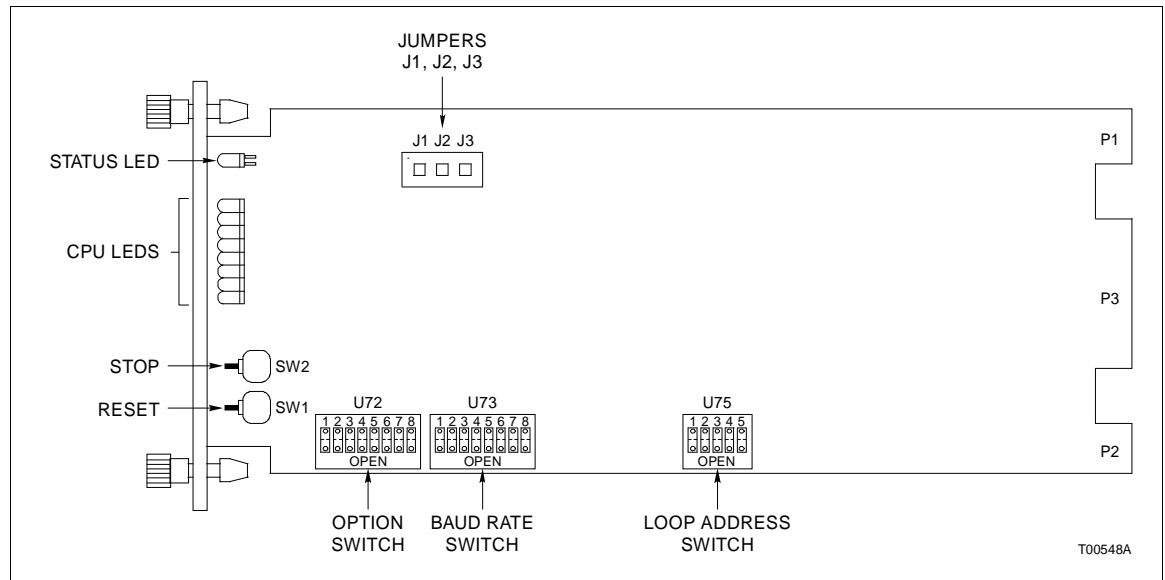 JUMPERS
J1, J2, J3
J1 J2 J3
STATUS LED
CPU LEDS
P1
P3
STOP
SW2
RESET
SW1
U72
1 2 3 4 5 6 7 8
OPEN
U73
1 2 3 4 5 6 7 8
OPEN
U75
1 2 3 4 5
OPEN
P2
OPTION
SWITCH
BAUD RATE
SWITCH
LOOP ADDRESS
SWITCH
T00548A